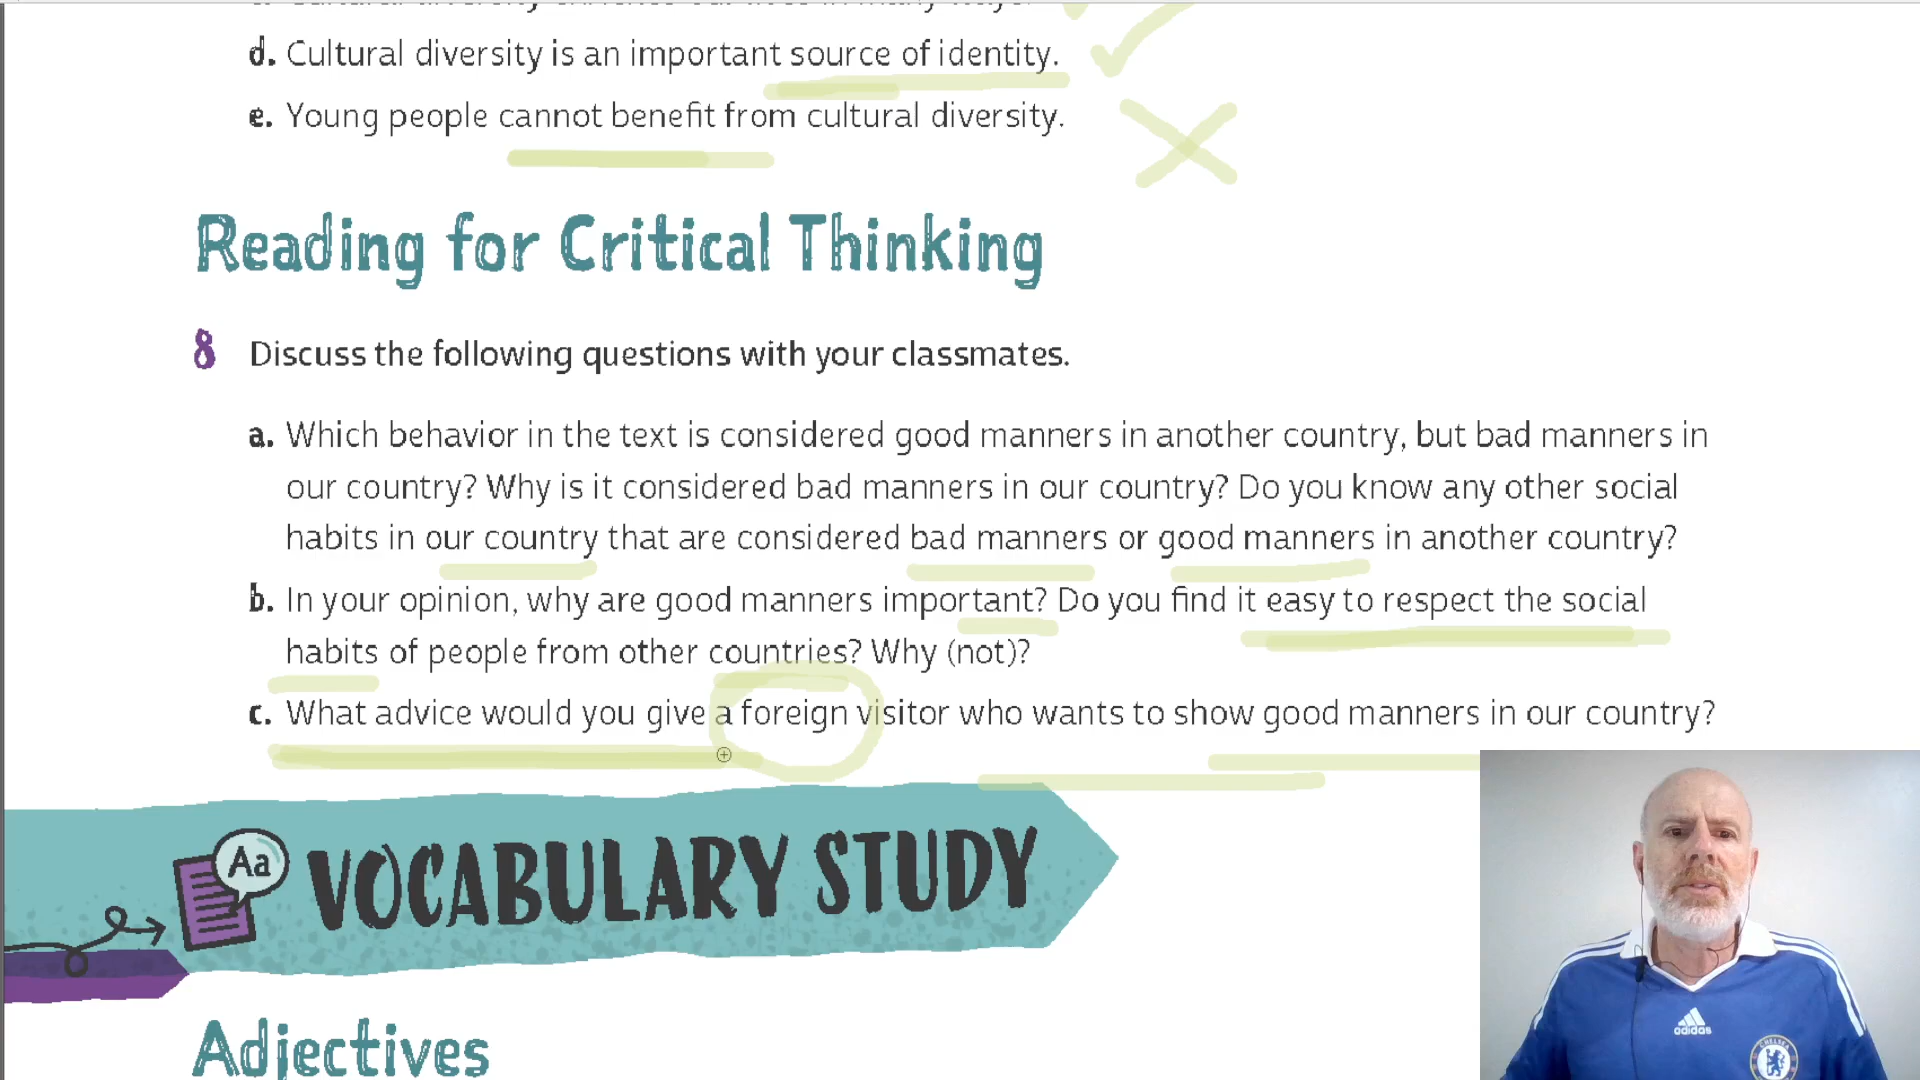 d. Cultural diversity is an important source of identity.
e. Young people cannot benefit from cultural diversity.
Reading for Critical Thinking
8 Discuss the following questions with your classmates.
a. Which behavior in the text is considered good manners in another country, but bad manners in
our country? Why is it considered bad manners in our country? Do you know any other social
habits in our country that are considered bad manners or good manners in another country?
b. In your opinion, why are good manners important? Do you find it easy to respect the social
habits of people from other countries? Why (not)?
c. What advice would you give a foreign visitor who wants to show good manners in our country?
Aa
VOCABULARY STUDY
Adjectives
adidas
CHELSEA